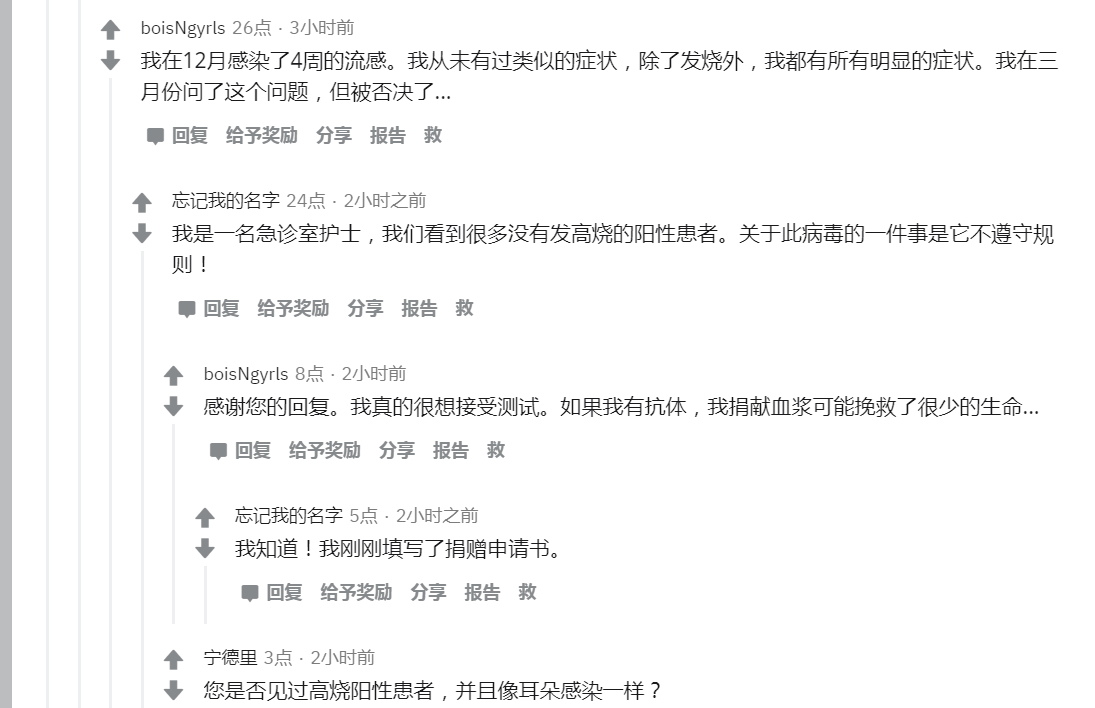 boisNgyrls 26点 · 3小时前
我在12月感染了4周的流感。我从未有过类似的症状，除了发烧外，我都有所有明显的症状。我在三
月份问了这个问题，但被否决了...
回复 给予奖励 分享 报告 救
忘记我的名字 24点 · 2小时之前
我是一名急诊室护士，我们看到很多没有发高烧的阳性患者。关于此病毒的一件事是它不遵守规
则！
回复 给予奖励 分享 报告 救
boisNgyrls 8点 · 2小时前
感谢您的回复。我真的很想接受测试。如果我有抗体，我捐献血浆可能挽救了很少的生命...
回复 给予奖励 分享 报告 救
忘记我的名字 5点 · 2小时之前
我知道！我刚刚填写了捐赠申请书。
回复 给予奖励 分享 报告 救
宁德里 3点 · 2小时前
您是否见过高烧阳性患者，并且像耳朵感染一样？